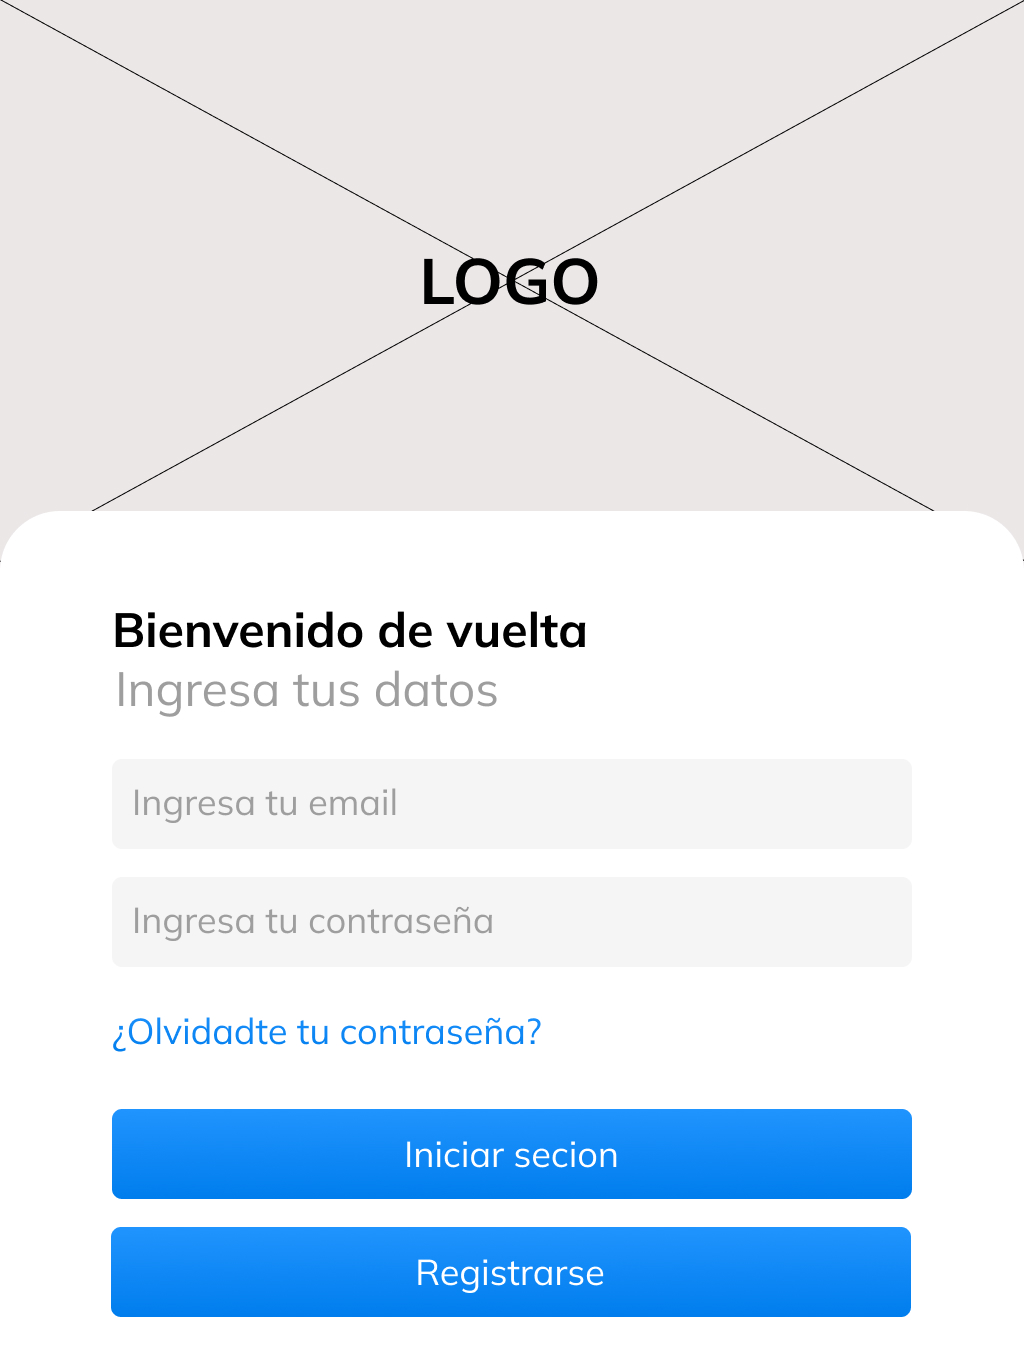 LOGO
Bienvenido de vuelta
Ingresa tus datos
Ingresa tu email
Ingresa tu contraseña
¿Olvidadte tu contraseña?
Iniciar secion
Registrarse